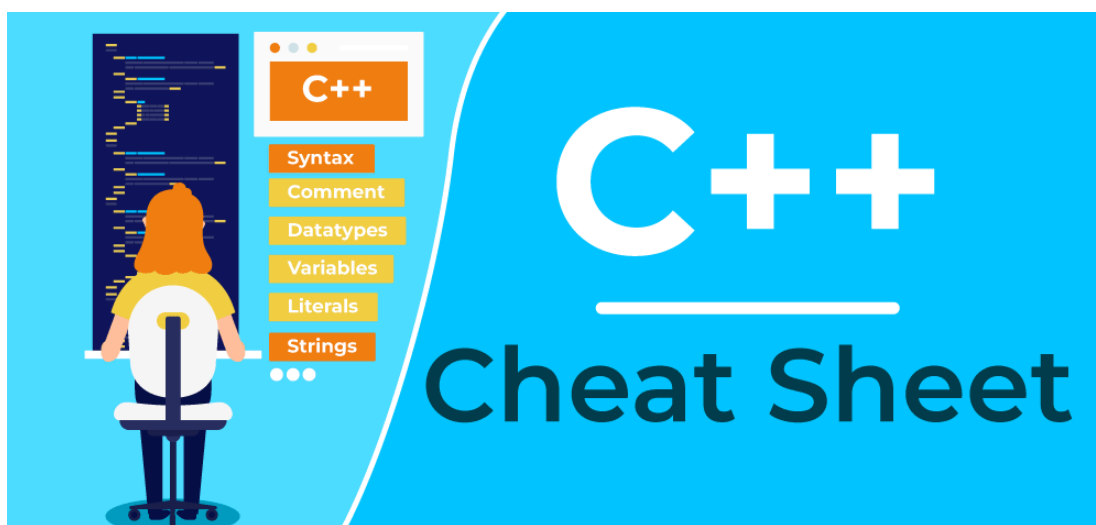 C++
Syntax
Comment
Datatypes
Variables
Literals
Strings
C++
Cheat Sheet